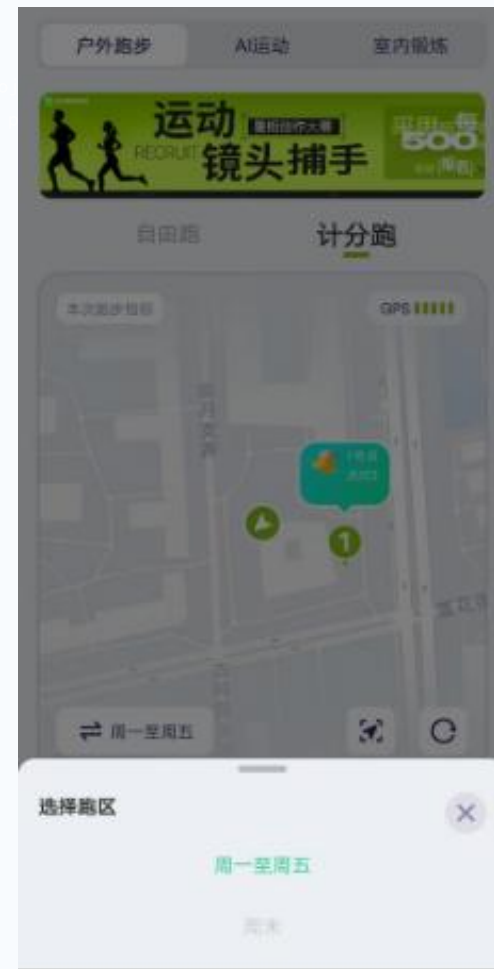 户外跑步
AI运动
室内锻炼
运动
RECRUIT
镜头捕手
500
自由跑
计分跑
本次跑步指标
GPS
1
周一至周五
选择跑区
周一至周五
周末